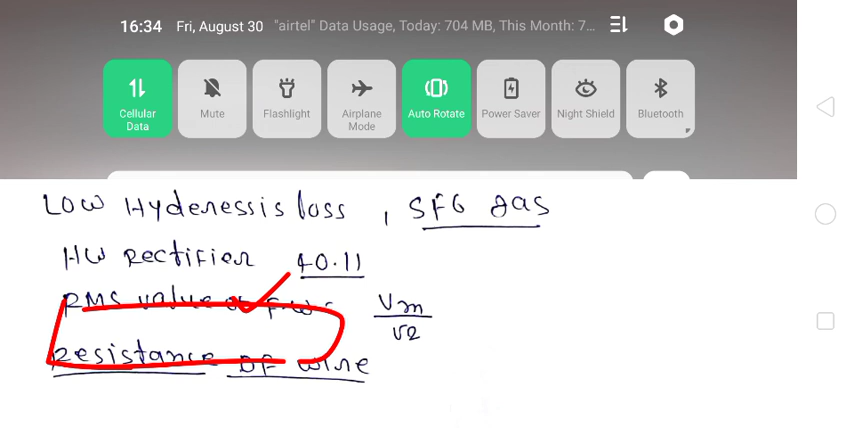 16:34 Fri, August 30 "airtel" Data Usage, Today: 704 MB, This Month: 7...
Cellular Data
Mute
Flashlight
Airplane Mode
Auto Rotate
Power Saver
Night Shield
Bluetooth
Low Hyderessis loss, SF6 gas
HW Rectifier 40.11
RMS value Vm
√2
Resistance OF wire